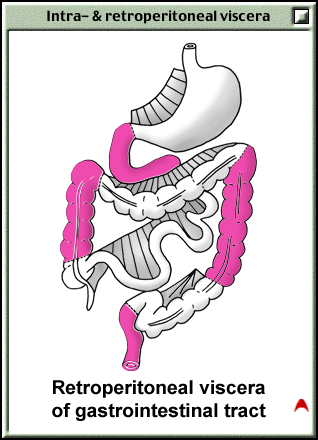 Intra- & retroperitoneal viscera
Retroperitoneal viscera
of gastrointestinal tract